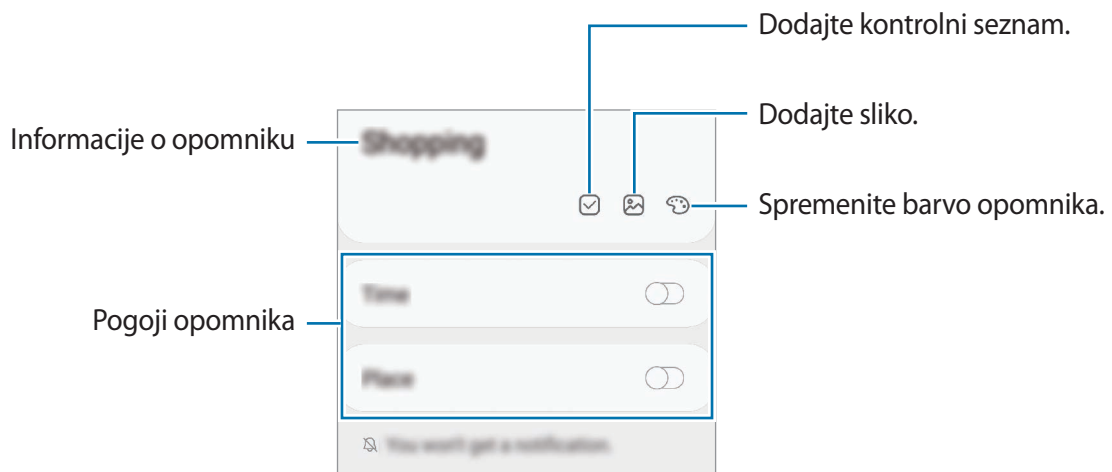 Dodajte kontrolni seznam.
Dodajte sliko.
Informacije o opomniku
Shopping
Spremenite barvo opomnika.
Time
Pogoji opomnika
Place
You won't get a notification.